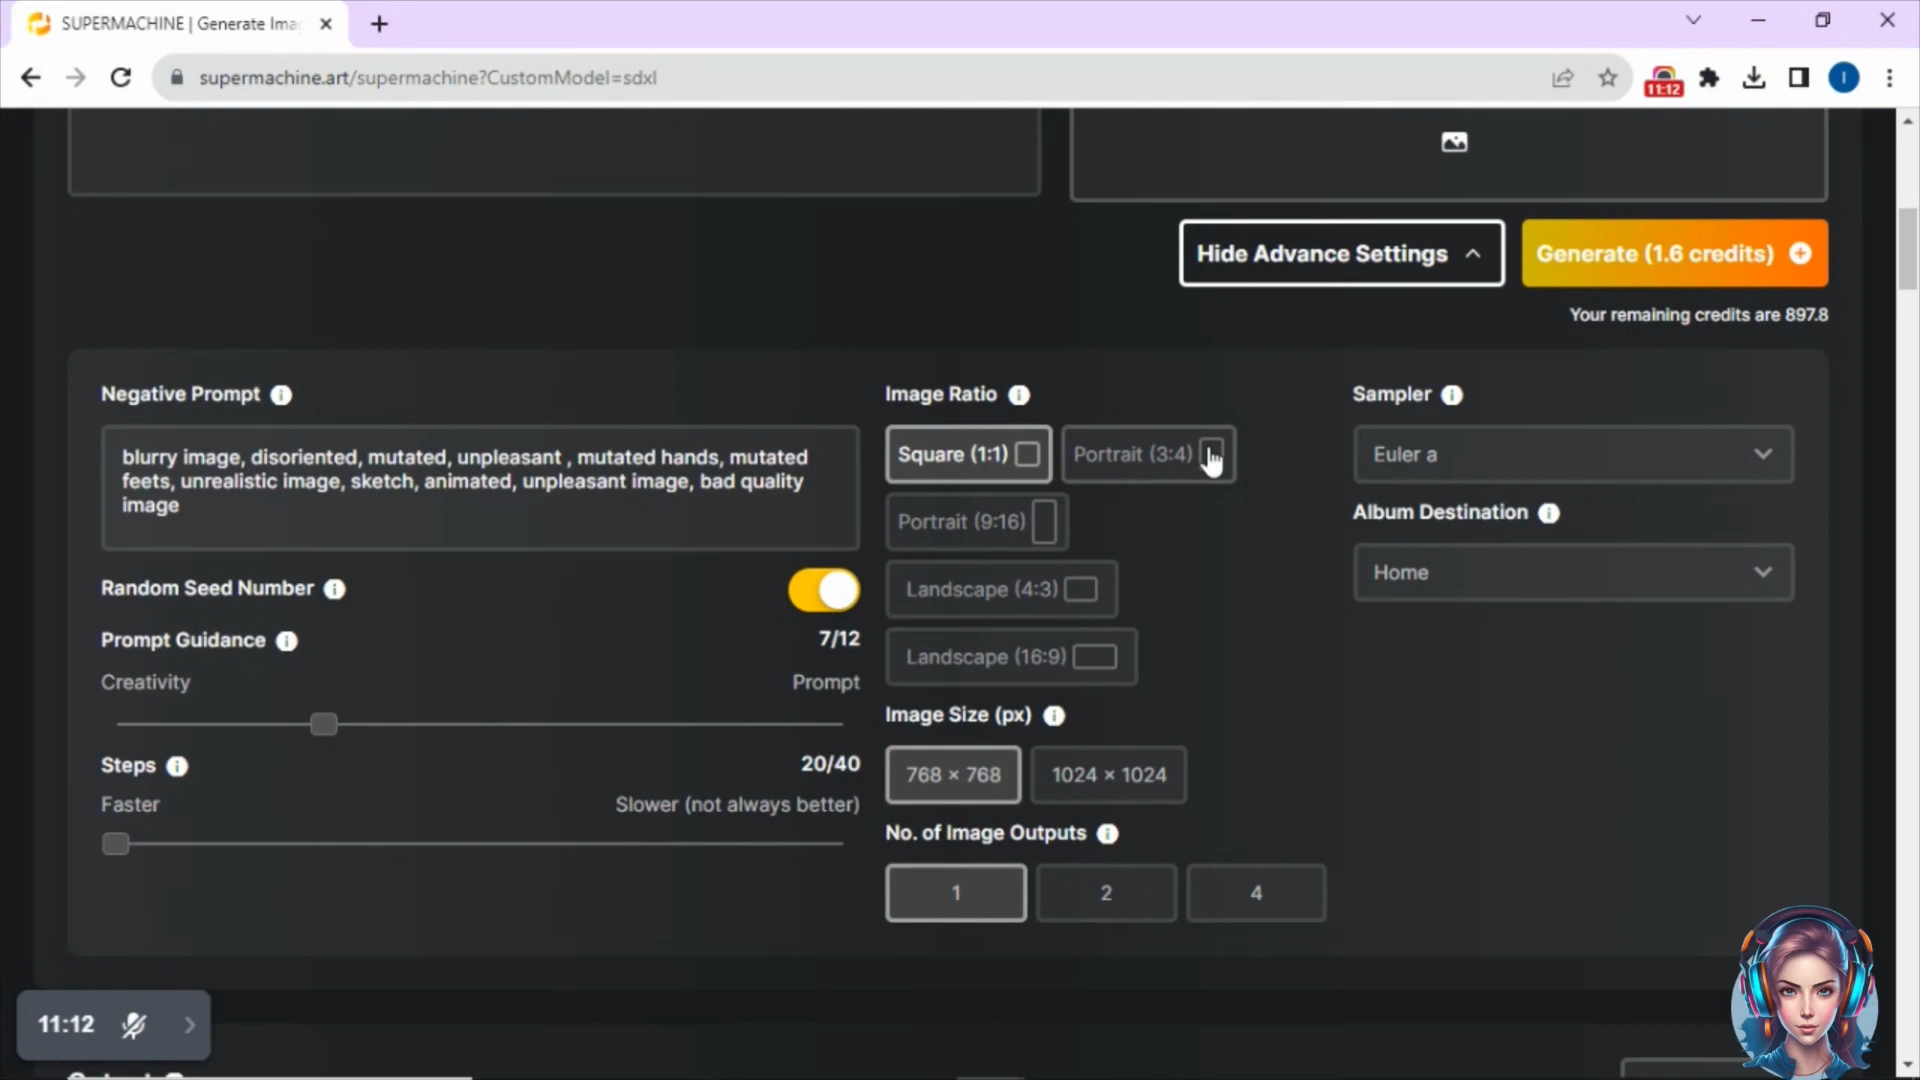 SUPERMACHINE | Generate Ima
supermachine.art/supermachine?CustomModel=sdxl
11:12
I
Hide Advance Settings
Generate (1.6 credits)
Your remaining credits are 897.8
Negative Prompt
blurry image, disoriented, mutated, unpleasant , mutated hands, mutated
feets, unrealistic image, sketch, animated, unpleasant image, bad quality
image
Random Seed Number
Prompt Guidance
7/12
Creativity
Prompt
Steps
20/40
Faster
Slower (not always better)
Image Ratio
Square (1:1)
Portrait (3:4)
Portrait (9:16)
Landscape (4:3)
Landscape (16:9)
Image Size (px)
768 × 768
1024 × 1024
No. of Image Outputs
1
2
4
Sampler
Euler a
Album Destination
Home
11:12